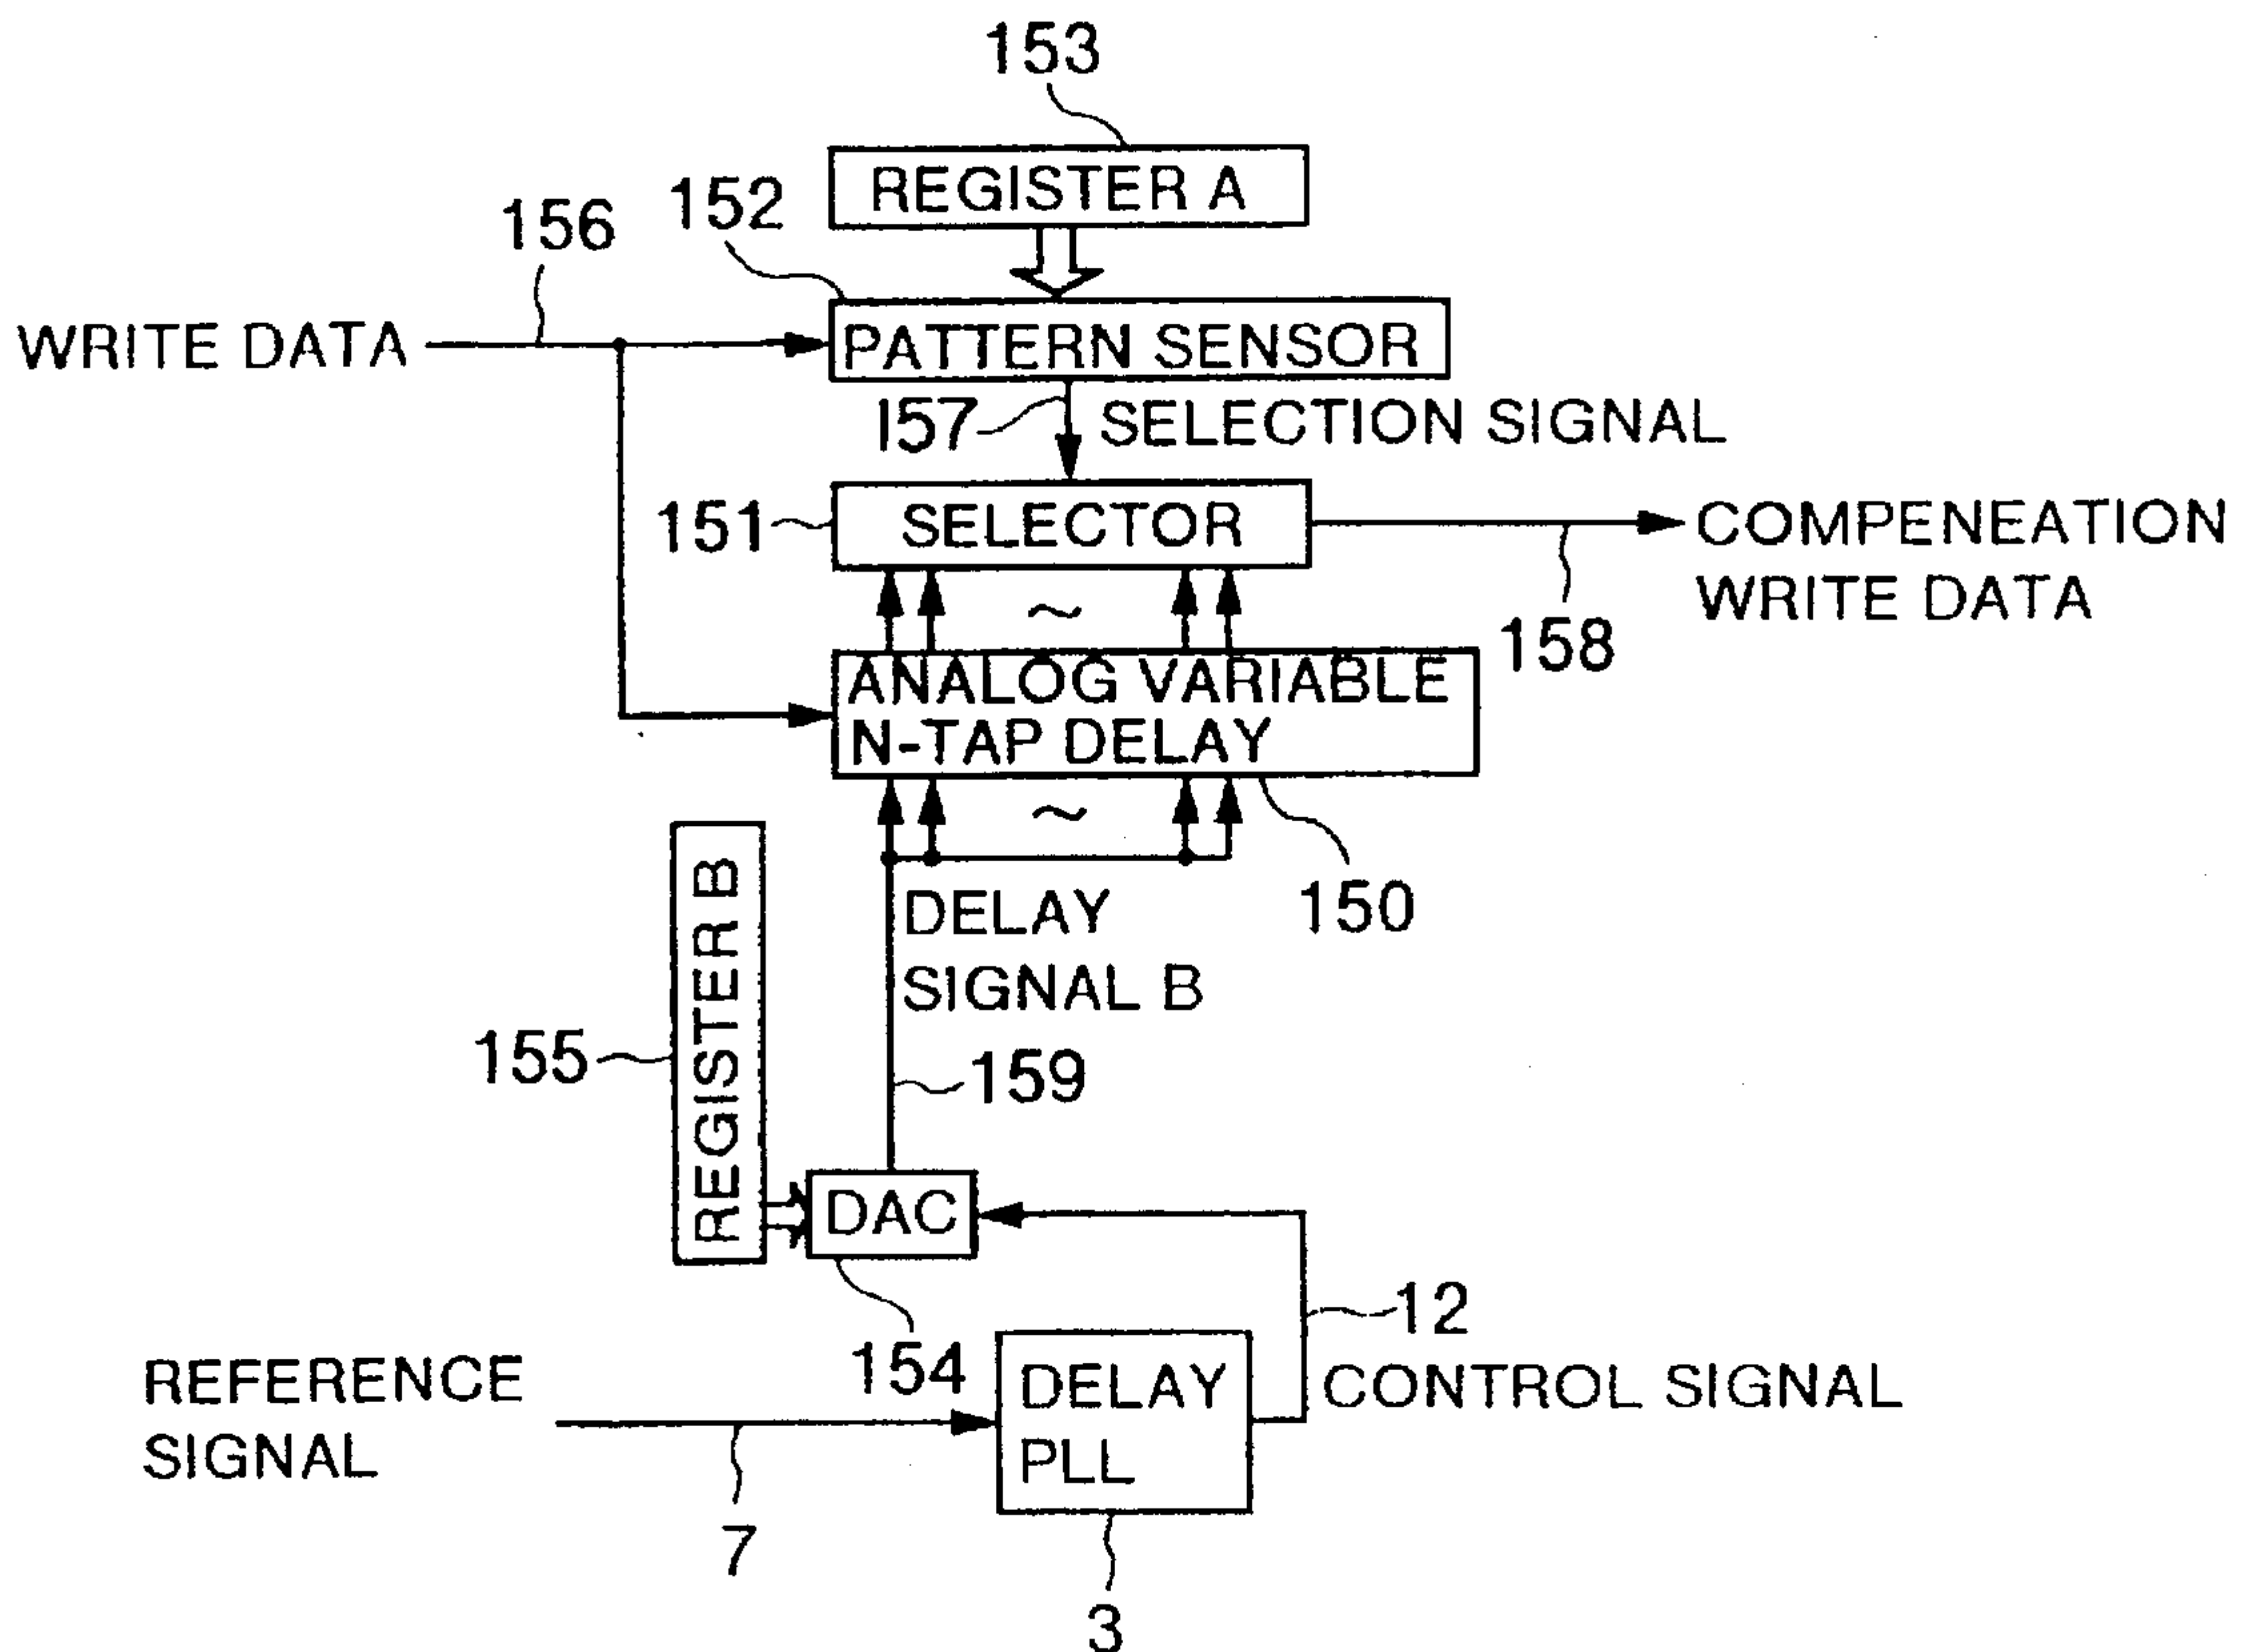 153
REGISTER A
152
156
WRITE DATA
PATTERN SENSOR
157
SELECTION SIGNAL
151
SELECTOR
COMPENEATION
WRITE DATA
158
ANALOG VARIABLE
N-TAP DELAY
150
DELAY
SIGNAL B
REGISTER B
155
159
DAC
154
12
CONTROL SIGNAL
REFERENCE
SIGNAL
DELAY
PLL
7
3